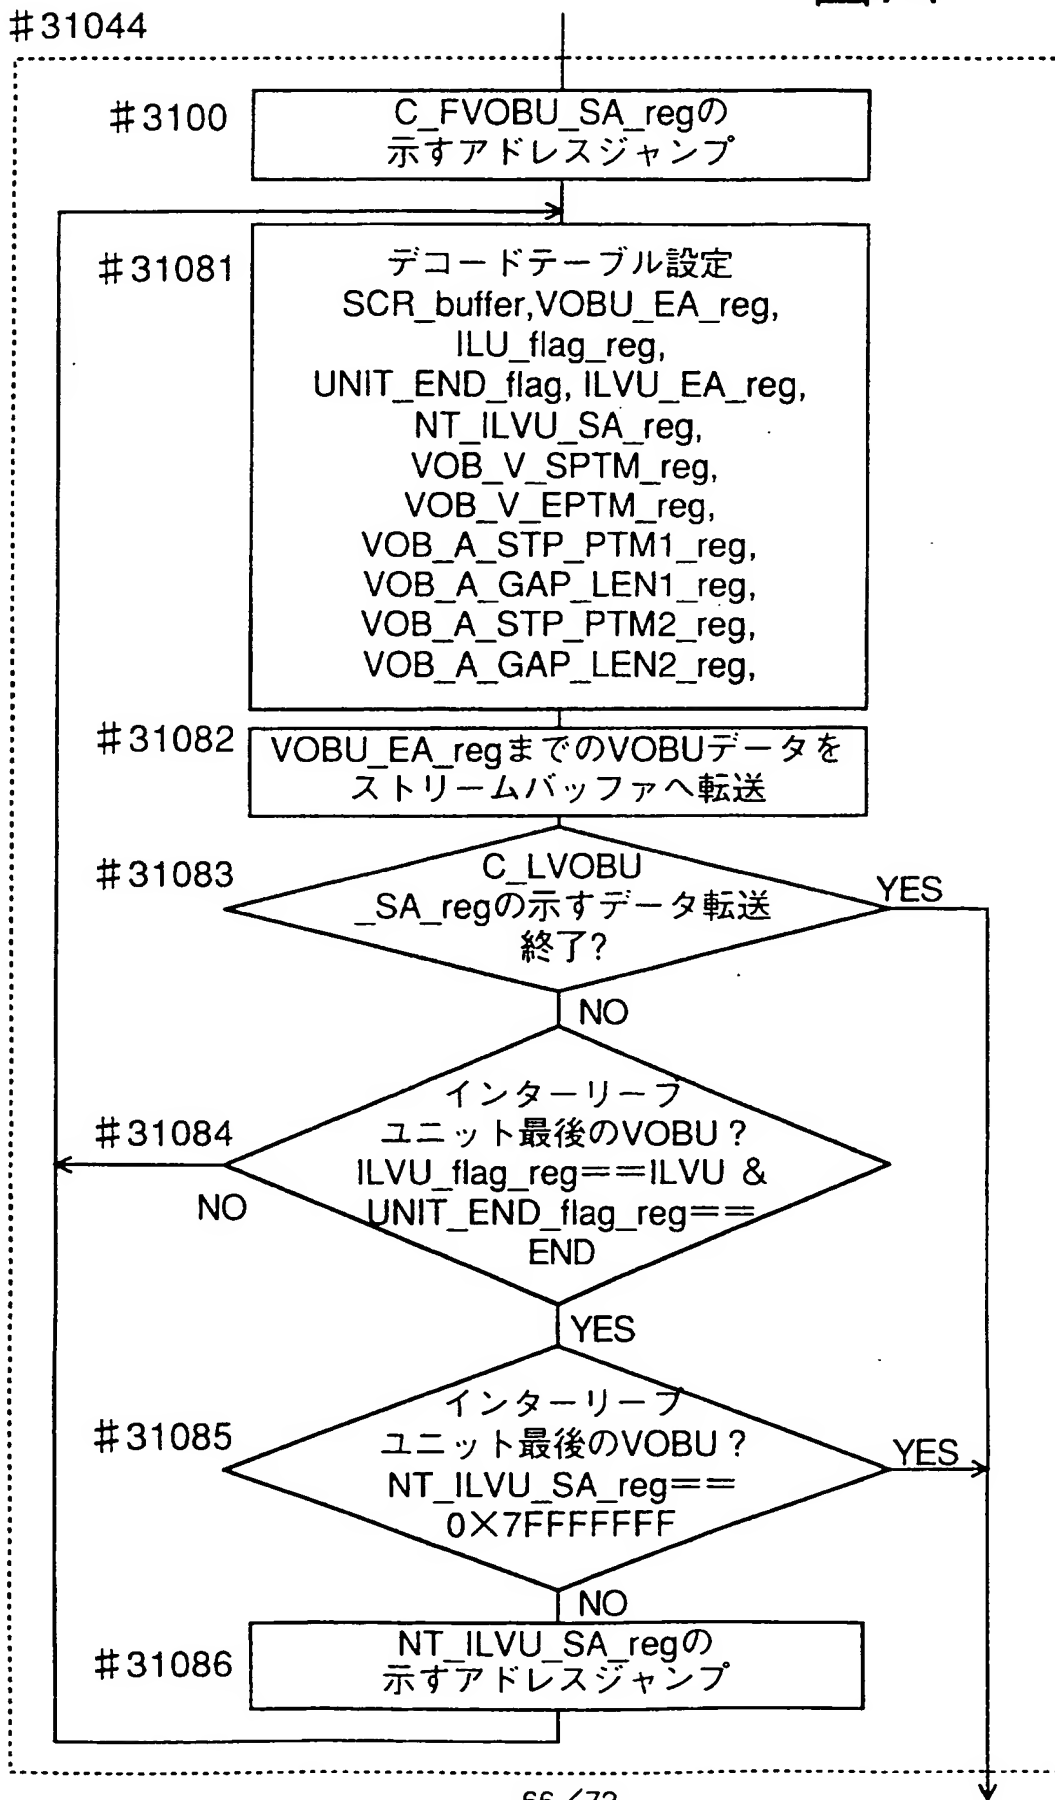 #31044
#3100
C_FVOBU_SA_regの
示すアドレスジャンプ
#31081
デコードテーブル設定
SCR_buffer,VOBU_EA_reg,
ILU_flag_reg,
UNIT_END_flag, ILVU_EA_reg,
NT_ILVU_SA_reg,
VOB_V_SPTM_reg,
VOB_V_EPTM_reg,
VOB_A_STP_PTM1_reg,
VOB_A_GAP_LEN1_reg,
VOB_A_STP_PTM2_reg,
VOB_A_GAP_LEN2_reg,
#31082
VOBU_EA_regまでのVOBUデータを
ストリームバッファへ転送
#31083
C_LVOBU
_SA_regの示すデータ転送
終了?
YES
NO
#31084
インターリーブ
ユニット最後のVOBU?
ILVU_flag_reg==ILVU &
UNIT_END_flag_reg==
END
NO
YES
#31085
インターリーブ
ユニット最後のVOBU?
NT_ILVU_SA_reg==
0×7FFFFFFF
YES
NO
#31086
NT_ILVU_SA_regの
示すアドレスジャンプ